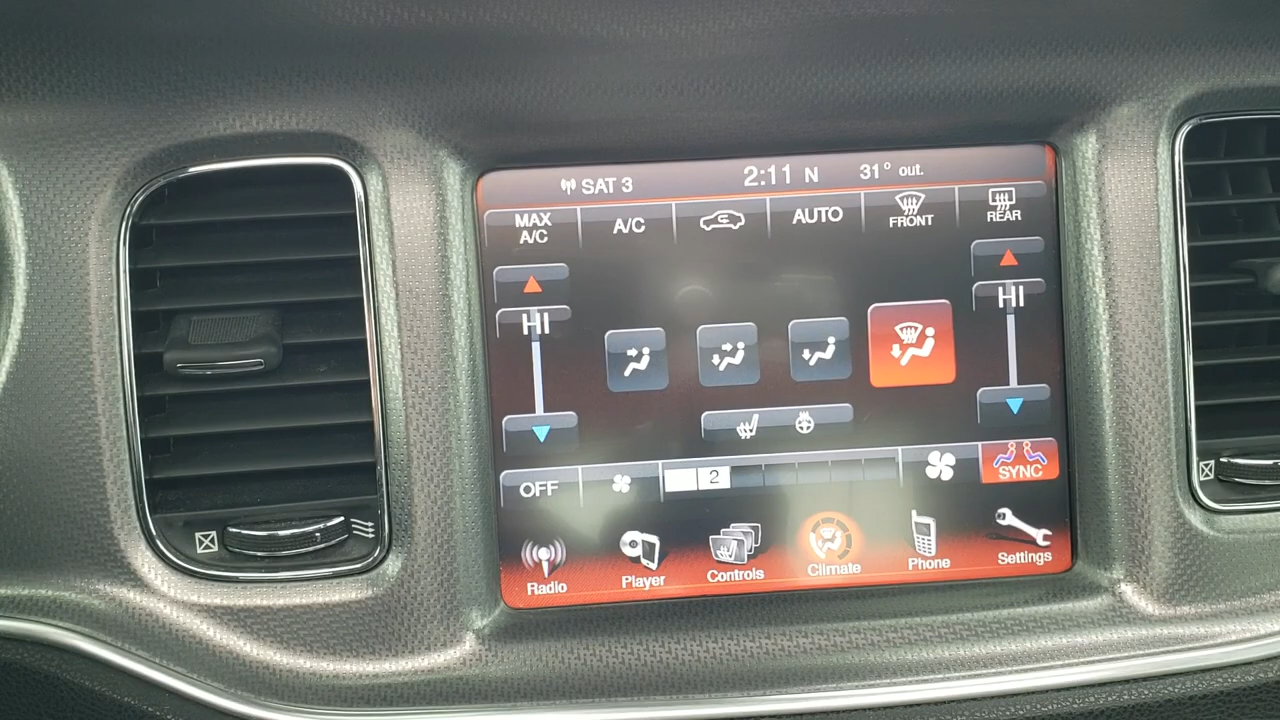 SAT 3
2:11 N
31° out.
MAX A/C
A/C
AUTO
FRONT
REAR
HI
HI
OFF
2
SYNC
Radio
Player
Controls
Climate
Phone
Settings